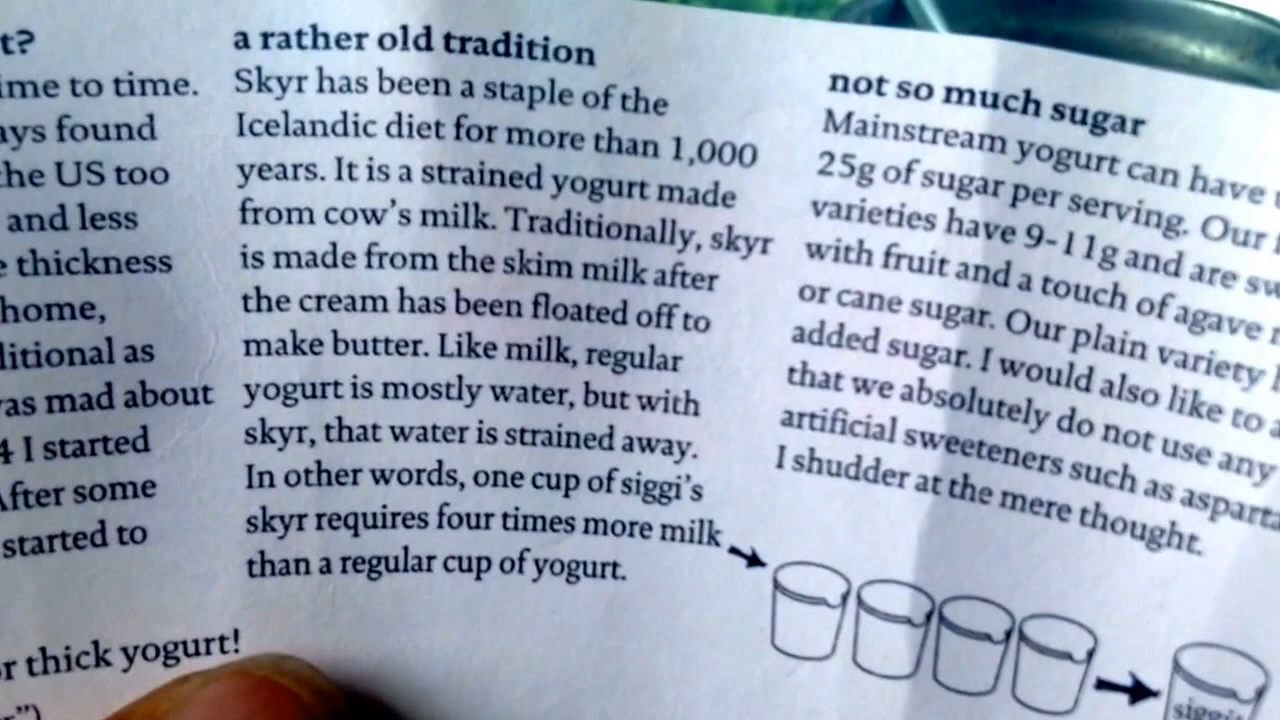 t?
ime to time.
ays found
the US too
and less
e thickness
home,
litional as
was mad about
4 I started
After some
started to
or thick yogurt!
r”)
a rather old tradition
Skyr has been a staple of the
Icelandic diet for more than 1,000
years. It is a strained yogurt made
from cow’s milk. Traditionally, skyr
is made from the skim milk after
the cream has been floated off to
make butter. Like milk, regular
yogurt is mostly water, but with
skyr, that water is strained away.
In other words, one cup of siggi’s
skyr requires four times more milk
than a regular cup of yogurt.
not so much sugar
Mainstream yogurt can have
25g of sugar per serving. Our
varieties have 9-11g and are sw
with fruit and a touch of agave
or cane sugar. Our plain variety
added sugar. I would also like to a
that we absolutely do not use any
artificial sweeteners such as asparta
I shudder at the mere thought.
siggi's